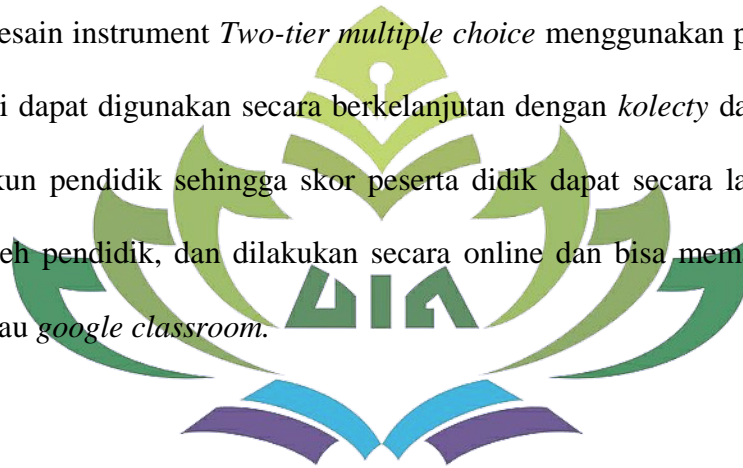 esain instrument Two-tier multiple choice menggunakan p
i dapat digunakan secara berkelanjutan dengan kolecty da
kun pendidik sehingga skor peserta didik dapat secara la
eh pendidik, dan dilakukan secara online dan bisa mem
au google classroom.
UIN